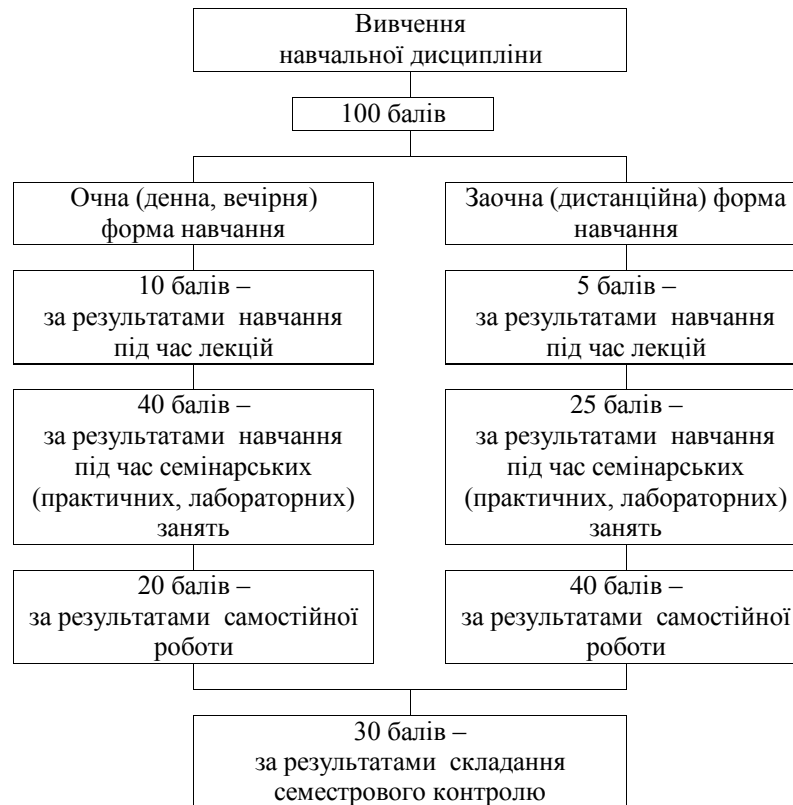 Вивчення
навчальної дисципліни
100 балів
Очна (денна, вечірня)
форма навчання
Заочна (дистанційна) форма
навчання
10 балів –
за результатами навчання
під час лекцій
5 балів –
за результатами навчання
під час лекцій
40 балів –
за результатами навчання
під час семінарських
(практичних, лабораторних)
занять
25 балів –
за результатами навчання
під час семінарських
(практичних, лабораторних)
занять
20 балів –
за результатами самостійної
роботи
40 балів –
за результатами самостійної
роботи
30 балів –
за результатами складання
семестрового контролю